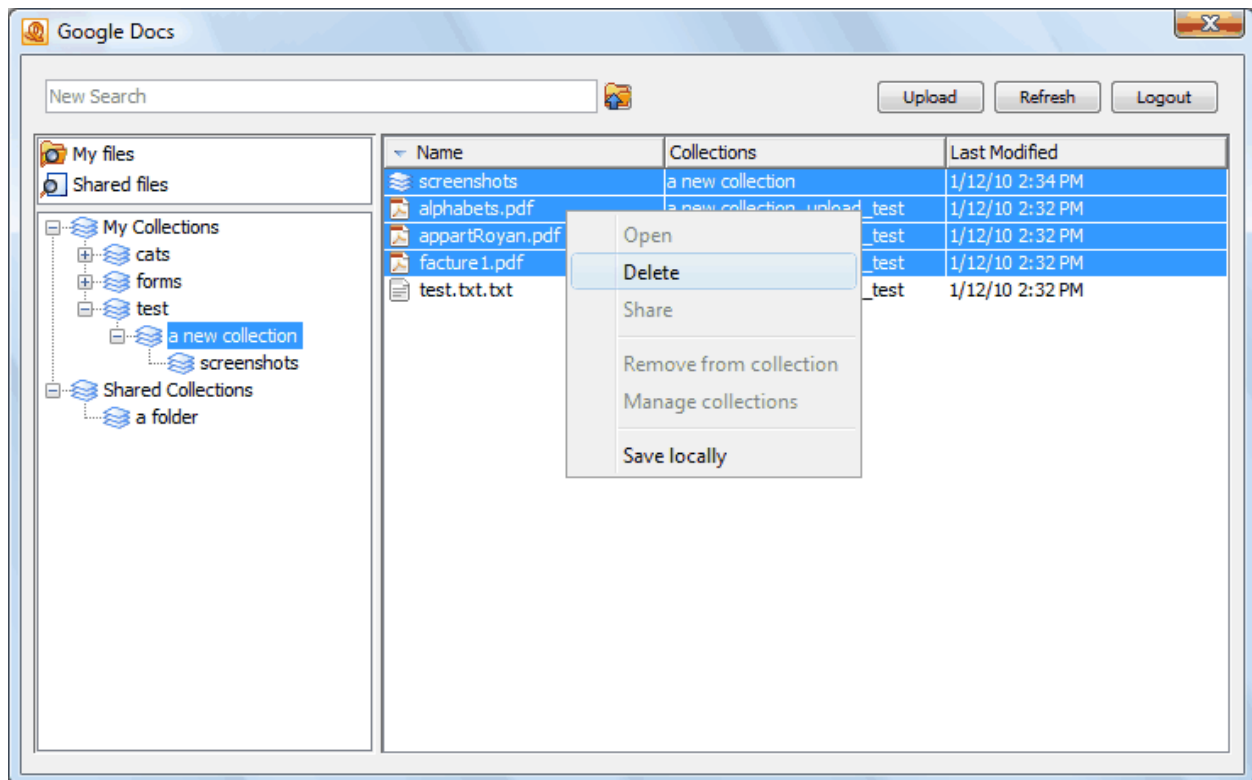 Google Docs
New Search
Upload Refresh Logout
My files
Shared files
My Collections
cats
forms
test
a new collection
screenshots
Shared Collections
a folder
Name Collections Last Modified
screenshots a new collection 1/12/10 2:34 PM
alphabets.pdf a new collection, upload_test 1/12/10 2:32 PM
appartRoyan.pdf _test 1/12/10 2:32 PM
facture1.pdf _test 1/12/10 2:32 PM
test.txt.txt _test 1/12/10 2:32 PM
Open
Delete
Share
Remove from collection
Manage collections
Save locally